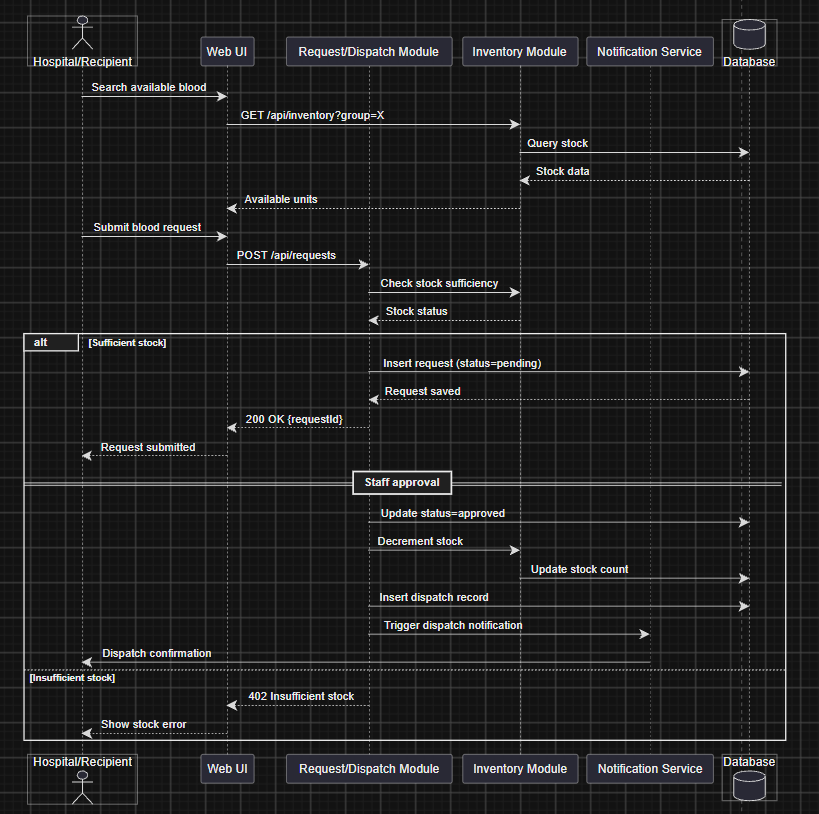 Hospital/Recipient
Web UI
Request/Dispatch Module
Inventory Module
Notification Service
Database
Search available blood
GET /api/inventory?group=X
Query stock
Stock data
Available units
Submit blood request
POST /api/requests
Check stock sufficiency
Stock status
alt
[Sufficient stock]
Insert request (status=pending)
Request saved
200 OK {requestId}
Request submitted
Staff approval
Update status=approved
Decrement stock
Update stock count
Insert dispatch record
Trigger dispatch notification
Dispatch confirmation
[Insufficient stock]
402 Insufficient stock
Show stock error
Hospital/Recipient
Web UI
Request/Dispatch Module
Inventory Module
Notification Service
Database